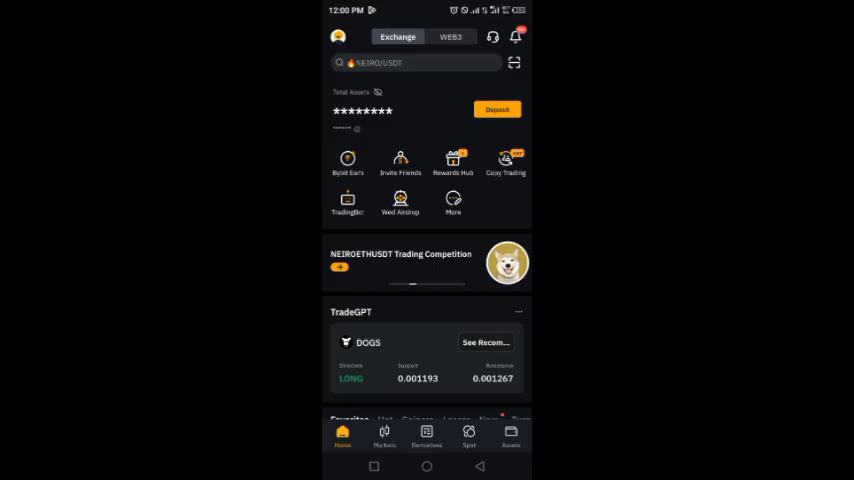 12:00 PM
Exchange WEB3
🔥NEIRO/USDT
Total Assets
********
Deposit
******
Bybit Earn Invite Friends Rewards Hub Copy Trading
TradingBot Wed Airdrop More
NEIROETHUSDT Trading Competition
TradeGPT
DOGS
See Recom...
Direction Support Resistance
LONG 0.001193 0.001267
Favorites Hot Gainers Losers New
Home Markets Derivatives Spot Assets